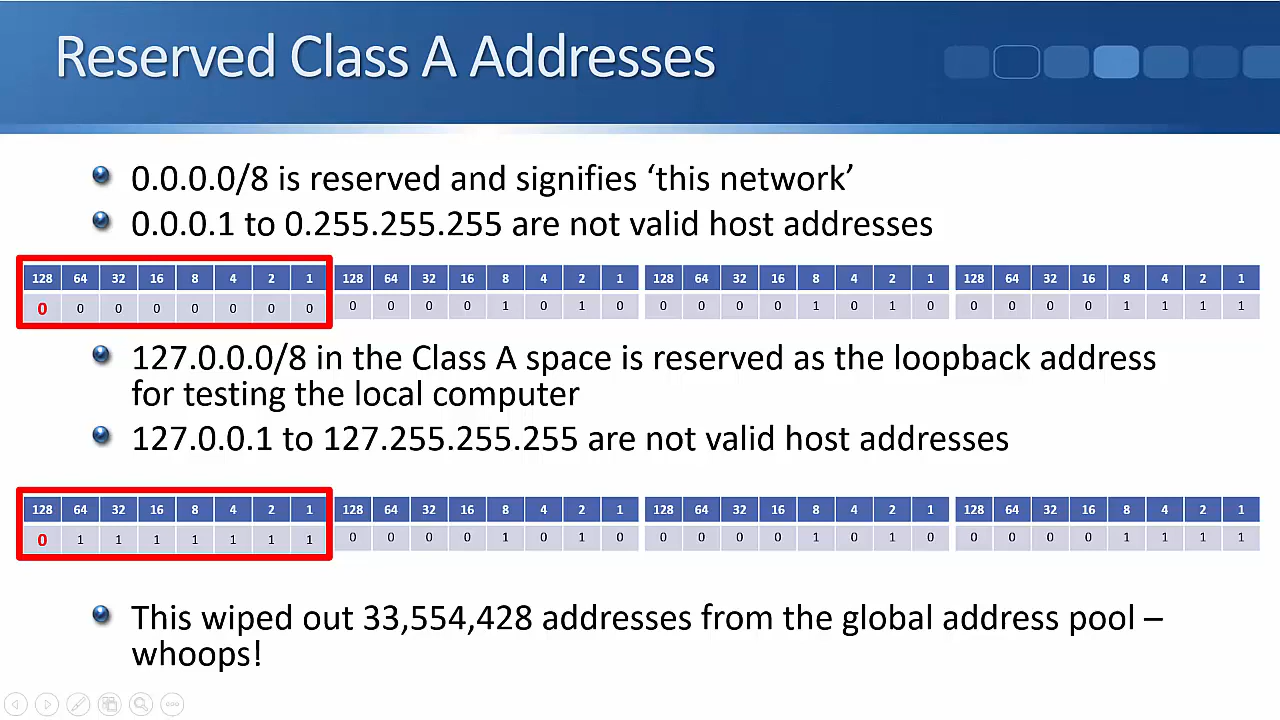 Reserved Class A Addresses
0.0.0.0/8 is reserved and signifies ‘this network’
0.0.0.1 to 0.255.255.255 are not valid host addresses
128 64 32 16 8 4 2 1 128 64 32 16 8 4 2 1 128 64 32 16 8 4 2 1 128 64 32 16 8 4 2 1
0 0 0 0 0 0 0 0 0 0 0 0 1 0 1 0 0 0 0 0 1 0 1 0 0 0 0 0 1 1 1 1
127.0.0.0/8 in the Class A space is reserved as the loopback address
for testing the local computer
127.0.0.1 to 127.255.255.255 are not valid host addresses
128 64 32 16 8 4 2 1 128 64 32 16 8 4 2 1 128 64 32 16 8 4 2 1 128 64 32 16 8 4 2 1
0 1 1 1 1 1 1 1 0 0 0 0 1 0 1 0 0 0 0 0 1 0 1 0 0 0 0 0 1 1 1 1
This wiped out 33,554,428 addresses from the global address pool –
whoops!